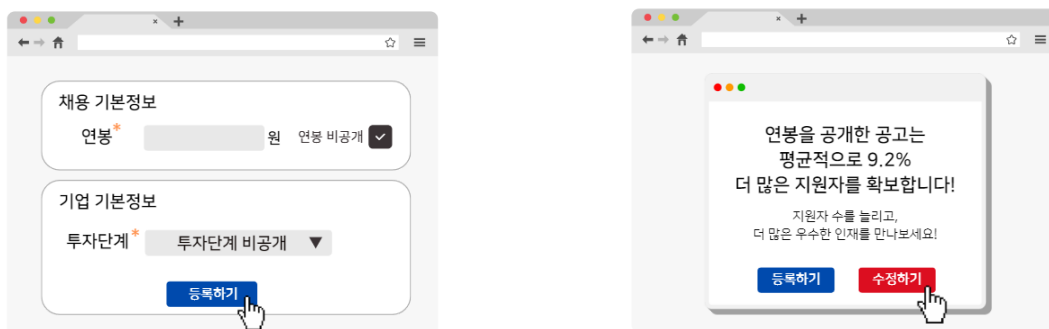 채용 기본정보
연봉* 원 연봉 비공개
기업 기본정보
투자단계* 투자단계 비공개 ▼
등록하기
연봉을 공개한 공고는
평균적으로 9.2%
더 많은 지원자를 확보합니다!
지원자 수를 늘리고,
더 많은 우수한 인재를 만나보세요!
등록하기 수정하기